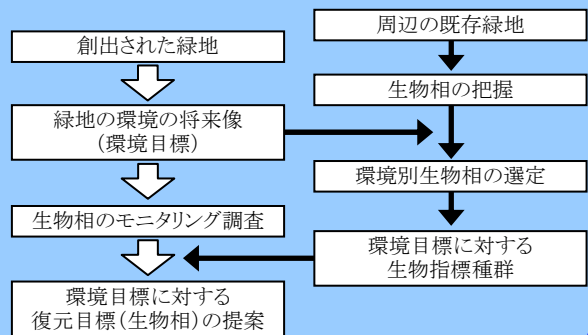 創出された緑地
緑地の環境の将来像
(環境目標)
生物相のモニタリング調査
環境目標に対する
復元目標(生物相)の提案
周辺の既存緑地
生物相の把握
環境別生物相の選定
環境目標に対する
生物指標種群